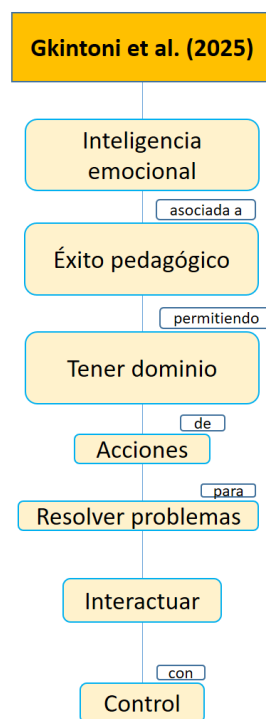 Gkintoni et al. (2025)
Inteligencia
emocional
asociada a
Éxito pedagógico
permitiendo
Tener dominio
de
Acciones
para
Resolver problemas
Interactuar
con
Control